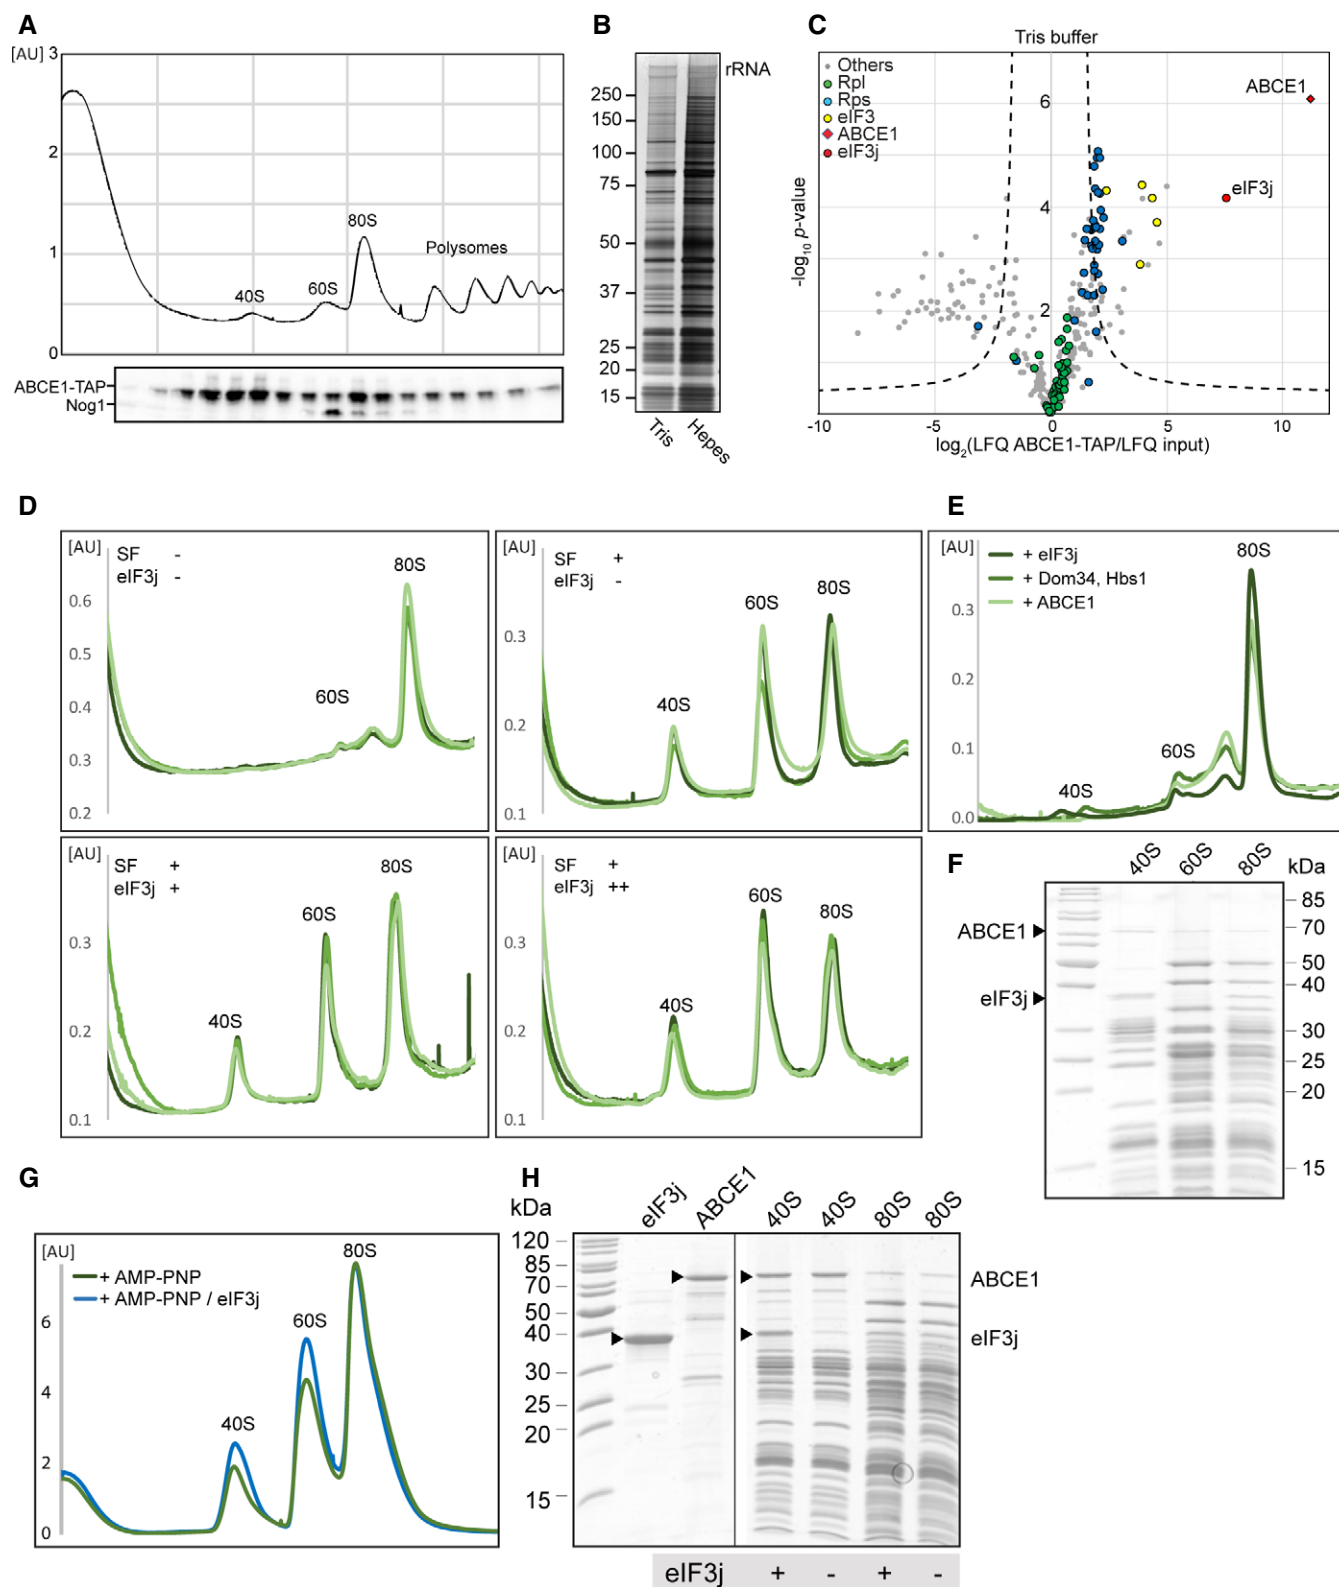 A
[AU] 3
2
1
0
40S
60S
80S
Polysomes
ABCE1-TAP
Nog1
B
rRNA
250
150
100
75
50
37
25
20
15
Tris
Hepes
C
Tris buffer
Others
Rpl
Rps
eIF3
ABCE1
eIF3j
ABCE1
eIF3j
6
4
2
-log10 p-value
-10
-5
0
5
10
log2(LFQ ABCE1-TAP/LFQ input)
D
[AU]
SF -
eIF3j -
80S
60S
0.6
0.5
0.4
0.3
0.2
[AU]
SF +
eIF3j -
40S
60S
80S
0.3
0.2
0.1
[AU]
SF +
eIF3j +
40S
60S
80S
0.3
0.2
0.1
[AU]
SF +
eIF3j ++
40S
60S
80S
0.3
0.2
0.1
E
[AU]
+ eIF3j
+ Dom34, Hbs1
+ ABCE1
80S
60S
40S
0.3
0.2
0.1
0.0
F
40S
60S
80S
kDa
ABCE1
eIF3j
85
70
50
40
30
25
20
15
G
[AU]
+ AMP-PNP
+ AMP-PNP / eIF3j
80S
60S
40S
6
4
2
0
H
kDa
eIF3j
ABCE1
40S
40S
80S
80S
120
85
70
50
40
30
25
20
15
ABCE1
eIF3j
eIF3j + - + -